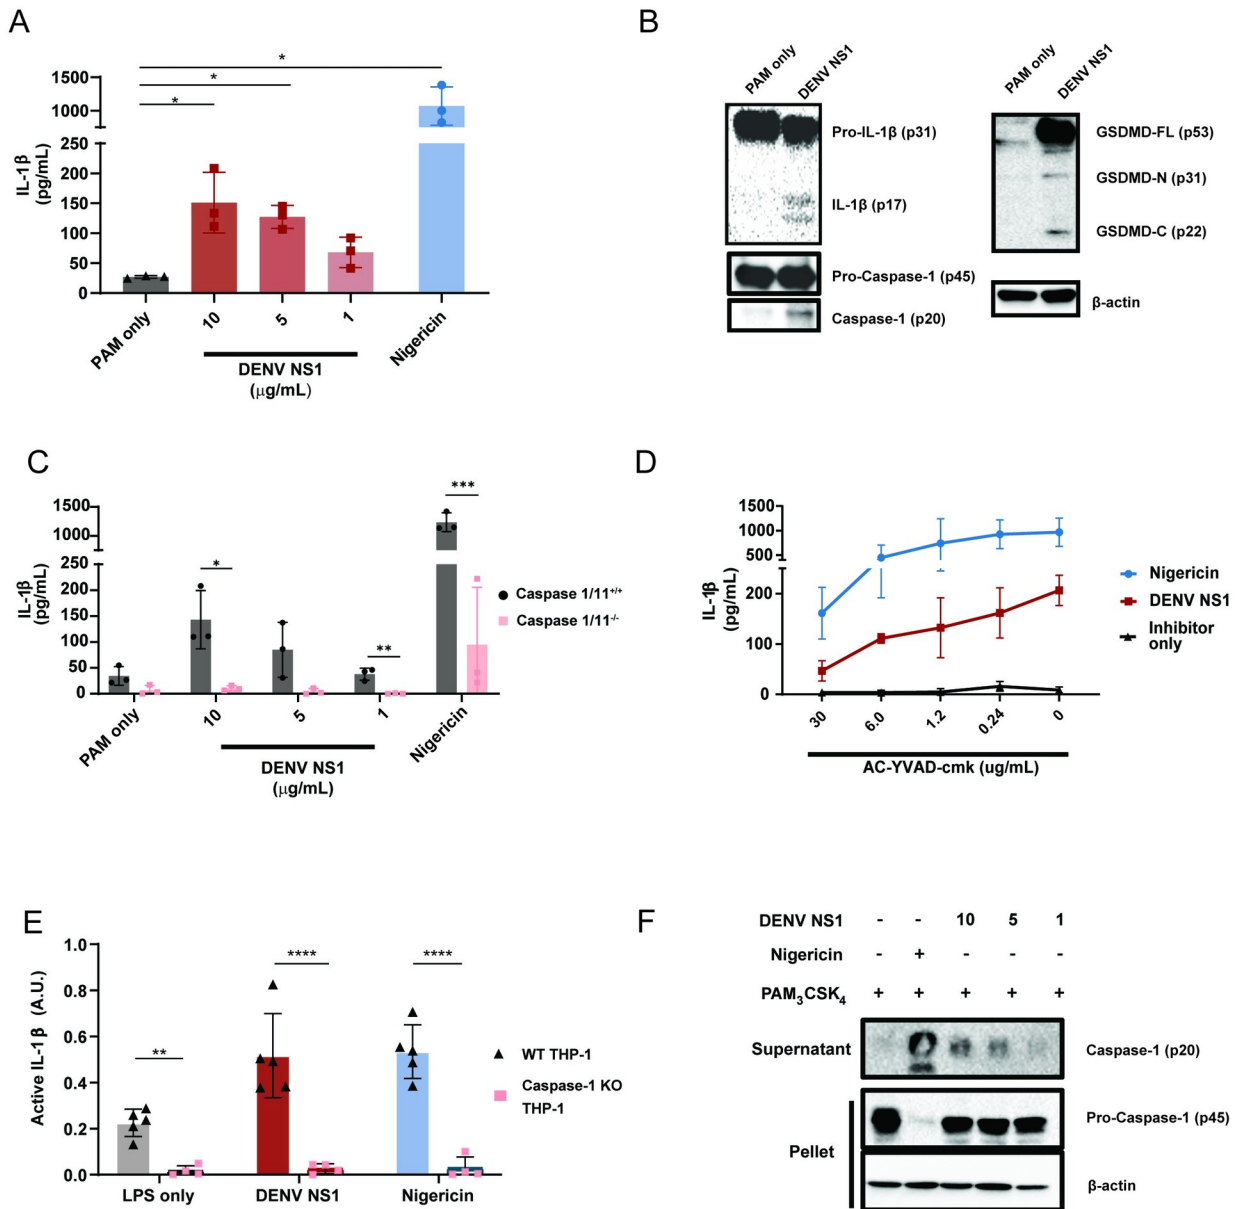 A
IL-1β
(pg/mL)
1500
1000
250
200
150
100
50
0
*
*
*
PAM only
10
5
1
Nigericin
DENV NS1
(μg/mL)
B
PAM only
DENV NS1
Pro-IL-1β (p31)
IL-1β (p17)
Pro-Caspase-1 (p45)
Caspase-1 (p20)
PAM only
DENV NS1
GSDMD-FL (p53)
GSDMD-N (p31)
GSDMD-C (p22)
β-actin
C
IL-1β
(pg/mL)
1500
1000
250
200
150
100
50
0
*
**
***
PAM only
10
5
1
Nigericin
DENV NS1
(μg/mL)
Caspase 1/11+/+
Caspase 1/11-/-
D
IL-1β
(pg/mL)
1500
1000
500
200
100
0
30
6.0
1.2
0.24
0
AC-YVAD-cmk (ug/mL)
Nigericin
DENV NS1
Inhibitor
only
E
Active IL-1β (A.U.)
1.0
0.8
0.6
0.4
0.2
0.0
**
****
****
LPS only
DENV NS1
Nigericin
WT THP-1
Caspase-1 KO
THP-1
F
DENV NS1 - - 10 5 1
Nigericin - + - - -
PAM3CSK4 + + + + +
Supernatant
Caspase-1 (p20)
Pellet
Pro-Caspase-1 (p45)
β-actin